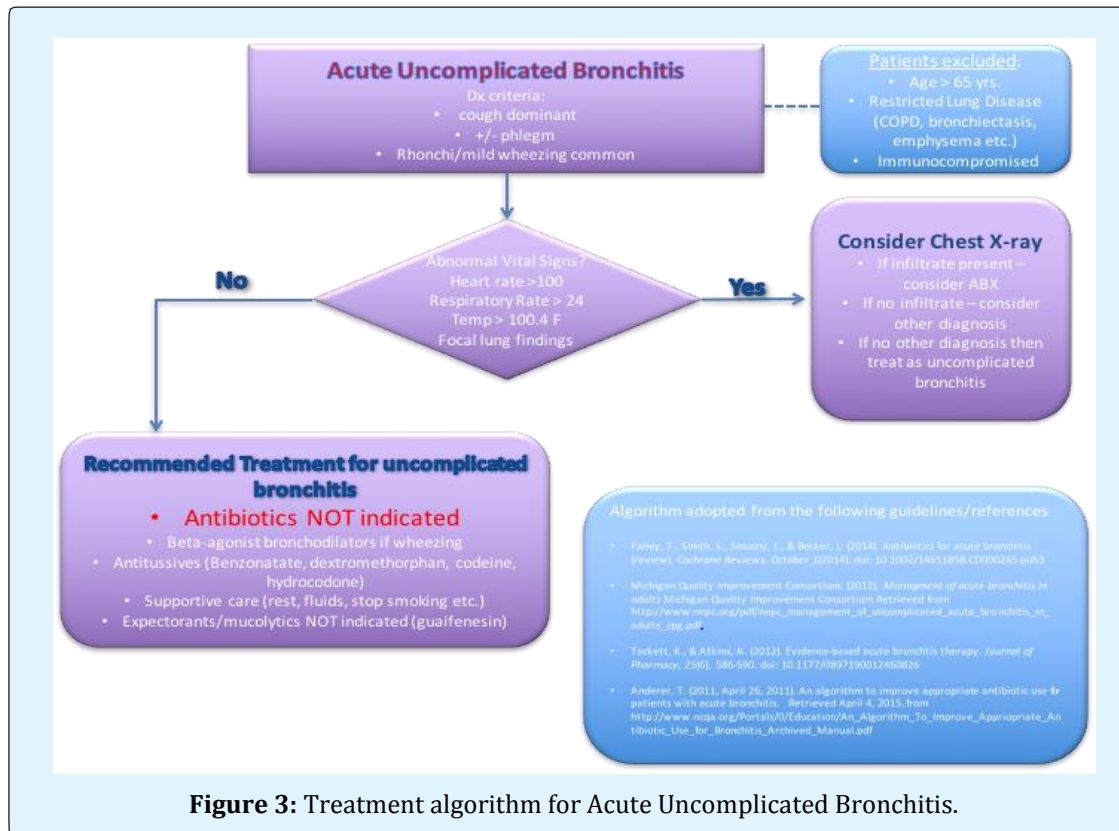 Acute Uncomplicated Bronchitis
Dx criteria:
• cough dominant
• +/- phlegm
• Rhonchi/mild wheezing common
Patients excluded:
• Age > 65 yrs.
• Restricted Lung Disease
(COPD, bronchiectasis,
emphysema etc.)
• Immunocompromised
Abnormal Vital Signs?
Heart rate >100
Respiratory Rate > 24
Temp > 100.4 F
Focal lung findings
No
Yes
Consider Chest X-ray
• If infiltrate present –
consider ABX
• If no infiltrate – consider
other diagnosis
• If no other diagnosis then
treat as uncomplicated
bronchitis
Recommended Treatment for uncomplicated
bronchitis
• Antibiotics NOT indicated
• Beta-agonist bronchodilators if wheezing
• Antitussives (Benzonatate, dextromethorphan, codeine,
hydrocodone)
• Supportive care (rest, fluids, stop smoking etc.)
• Expectorants/mucolytics NOT indicated (guaifenesin)
Algorithm adopted from the following guidelines/references
• Fahey, T., Smith, S., Smucny, J., & Becker, L. (2014). Antibiotics for acute bronchitis
(review). Cochrane Reviews, October 1(2014). doi: 10.1002/14651858.CD000245.pub3
• Michigan Quality Improvement Consortium. (2012). Managment of acute bronchitis in
adults Michigan Quality Improvement Consortium Retrieved from
http://www.mqic.org/pdf/mqic_management_of_uncomplicated_acute_bronchitis_in_
adults_cpg.pdf.
• Tackett, K., & Atkins, A. (2012). Evidence-based acute bronchitis therapy. Journal of
Pharmacy, 25(6), 586-590. doi: 10.1177/0897190012460826
• Anderer, T. (2011, April 26, 2011). An algorithm to improve appropriate antibiotic use fr
patients with acute bronchitis. Retrieved April 4, 2015, from
http://www.ncqa.org/Portals/0/Education/An_Algorithm_To_Improve_Appriopriate_An
tibiotic_Use_for_Bronchitis_Archived_Manual.pdf
Figure 3: Treatment algorithm for Acute Uncomplicated Bronchitis.